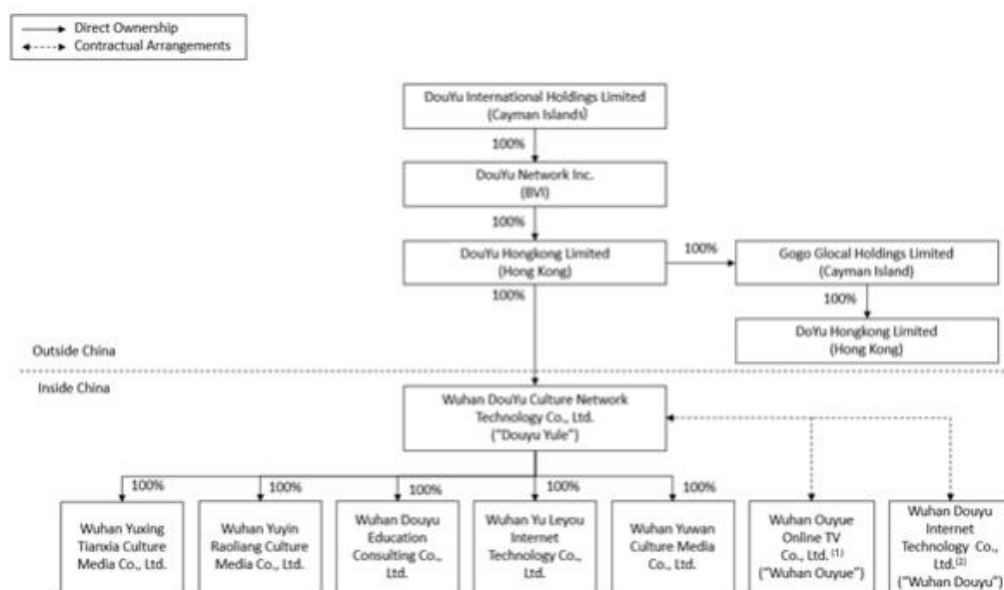 Direct Ownership
Contractual Arrangements
DouYu International Holdings Limited
(Cayman Islands)
100%
DouYu Network Inc.
(BVI)
100%
DouYu Hongkong Limited
(Hong Kong)
100%
Gogo Glocal Holdings Limited
(Cayman Island)
100%
100%
DoYu Hongkong Limited
(Hong Kong)
Outside China
Inside China
Wuhan DouYu Culture Network
Technology Co., Ltd.
("Douyu Yule")
100%
100%
100%
100%
100%
Wuhan Yuxing
Tianxia Culture
Media Co., Ltd.
Wuhan Yuyin
Raoliang Culture
Media Co., Ltd.
Wuhan Douyu
Education
Consulting Co.,
Ltd.
Wuhan Yu Leyou
Internet
Technology Co.,
Ltd.
Wuhan Yuwan
Culture Media
Co., Ltd.
Wuhan Ouyue
Online TV
Co., Ltd. (1)
("Wuhan Ouyue")
Wuhan Douyu
Internet
Technology Co.,
Ltd.(2)
("Wuhan Douyu")